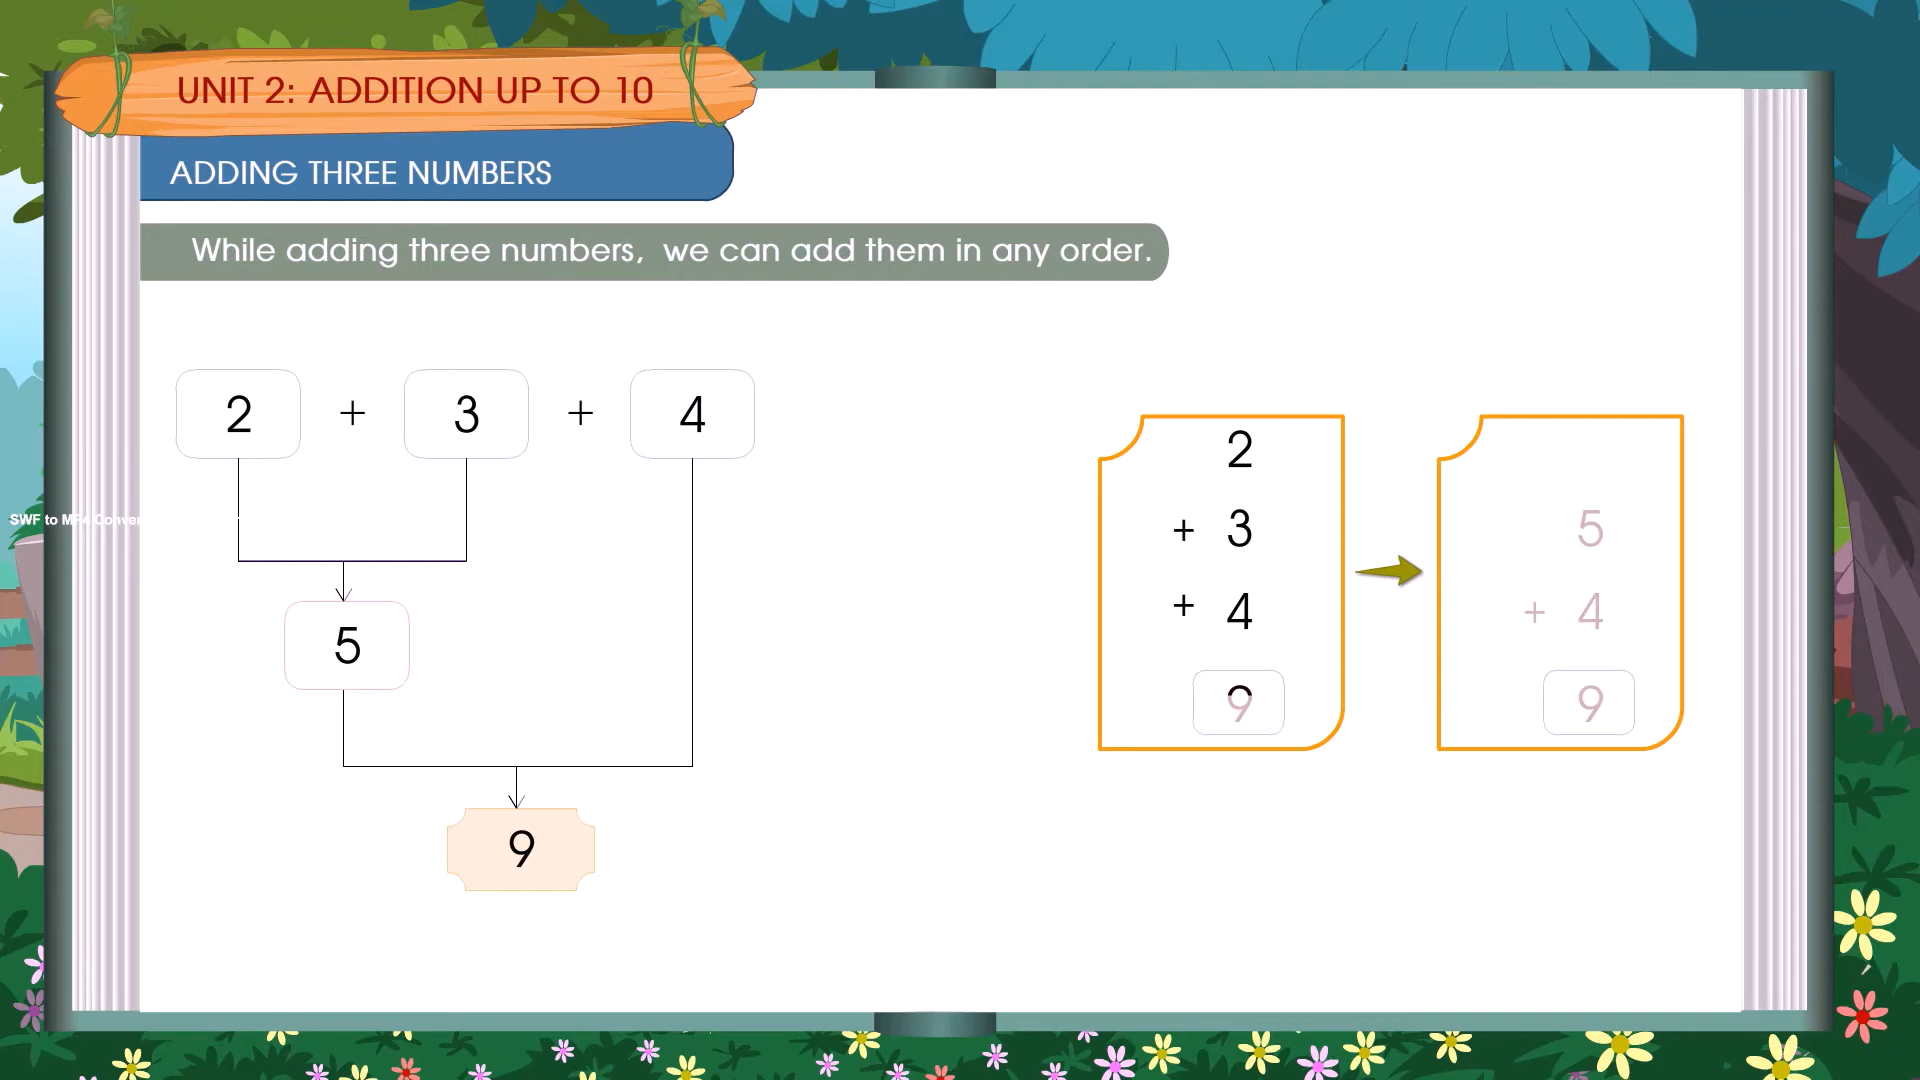 UNIT 2: ADDITION UP TO 10
ADDING THREE NUMBERS
While adding three numbers, we can add them in any order.
2 + 3 + 4
5
9
2
+ 3
+ 4
9
5
+ 4
9
SWF to MP4 Conver